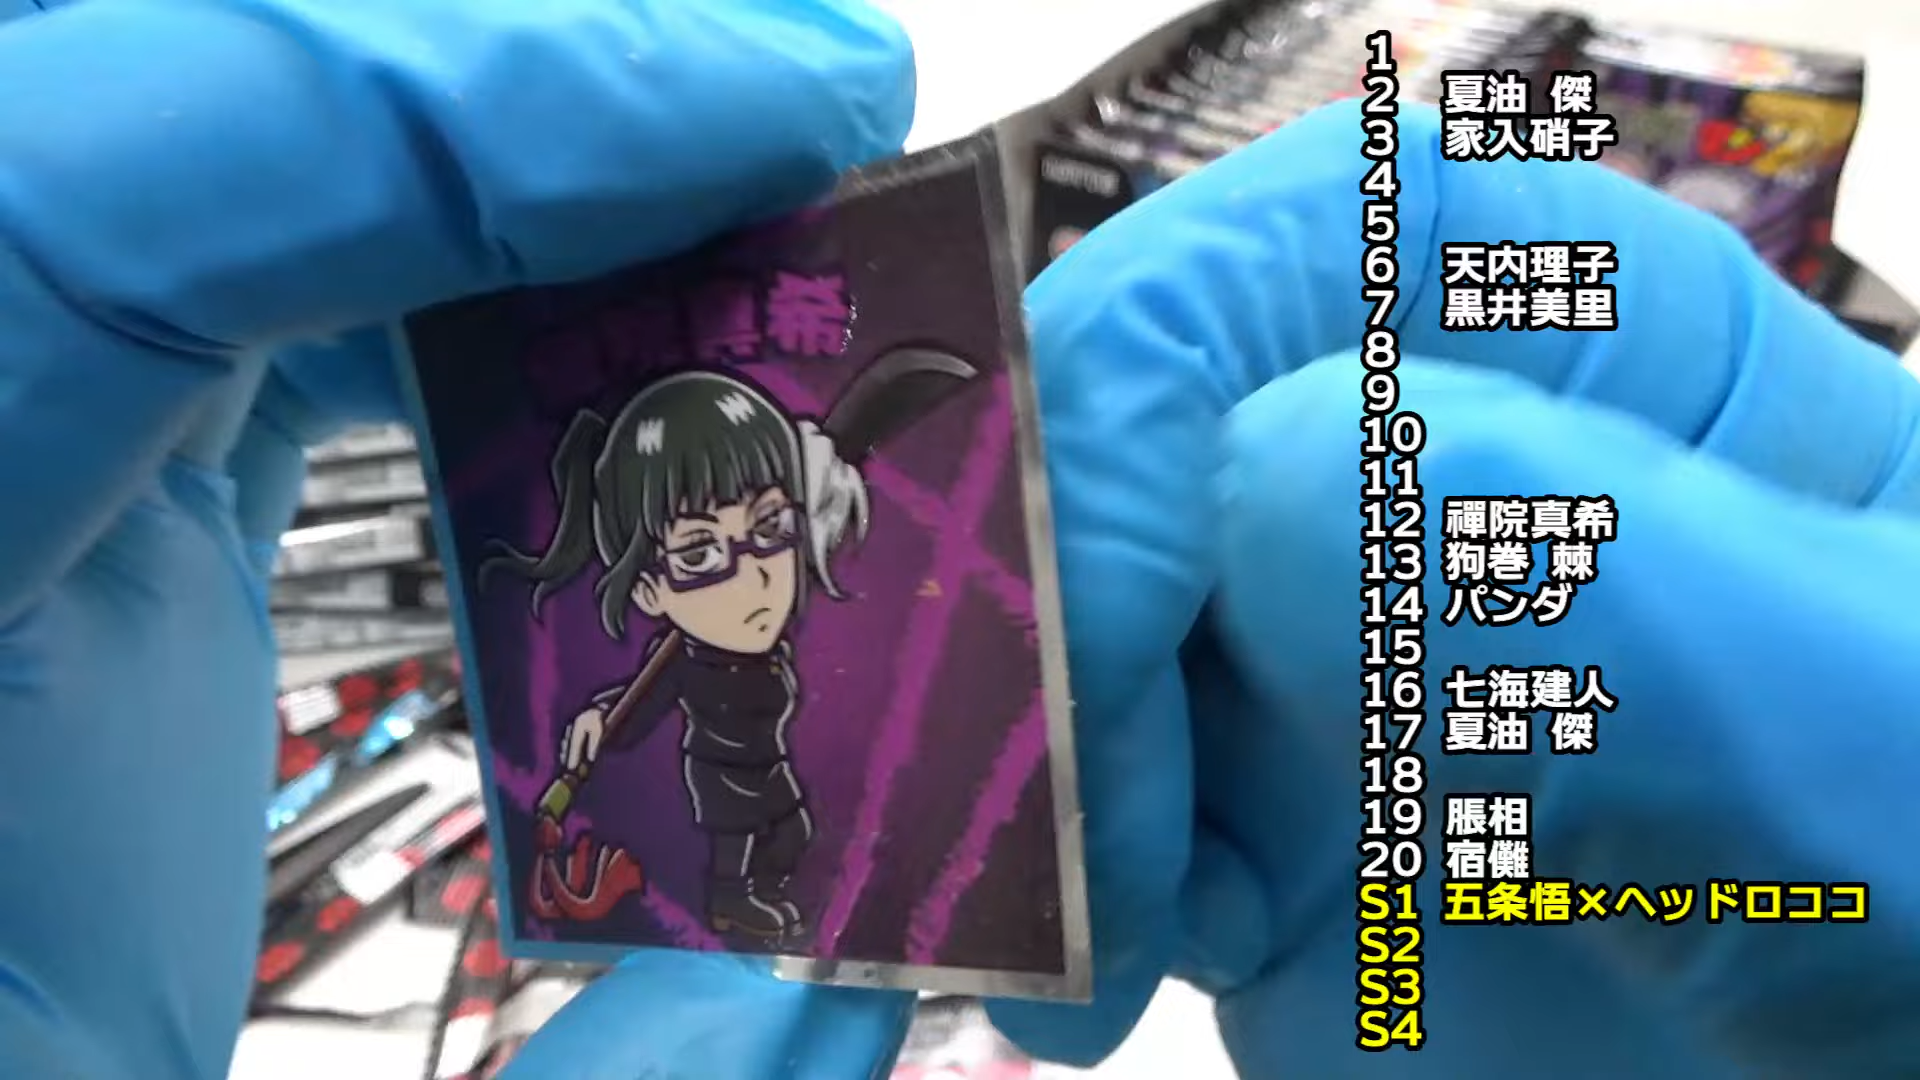 真希
1
2 夏油 傑
3 家入硝子
4
5
6 天内理子
7 黒井美里
8
9
10
11
12 禪院真希
13 狗巻 棘
14 パンダ
15
16 七海建人
17 夏油 傑
18
19 脹相
20 宿儺
S1 五条悟×ヘッドロココ
S2
S3
S4